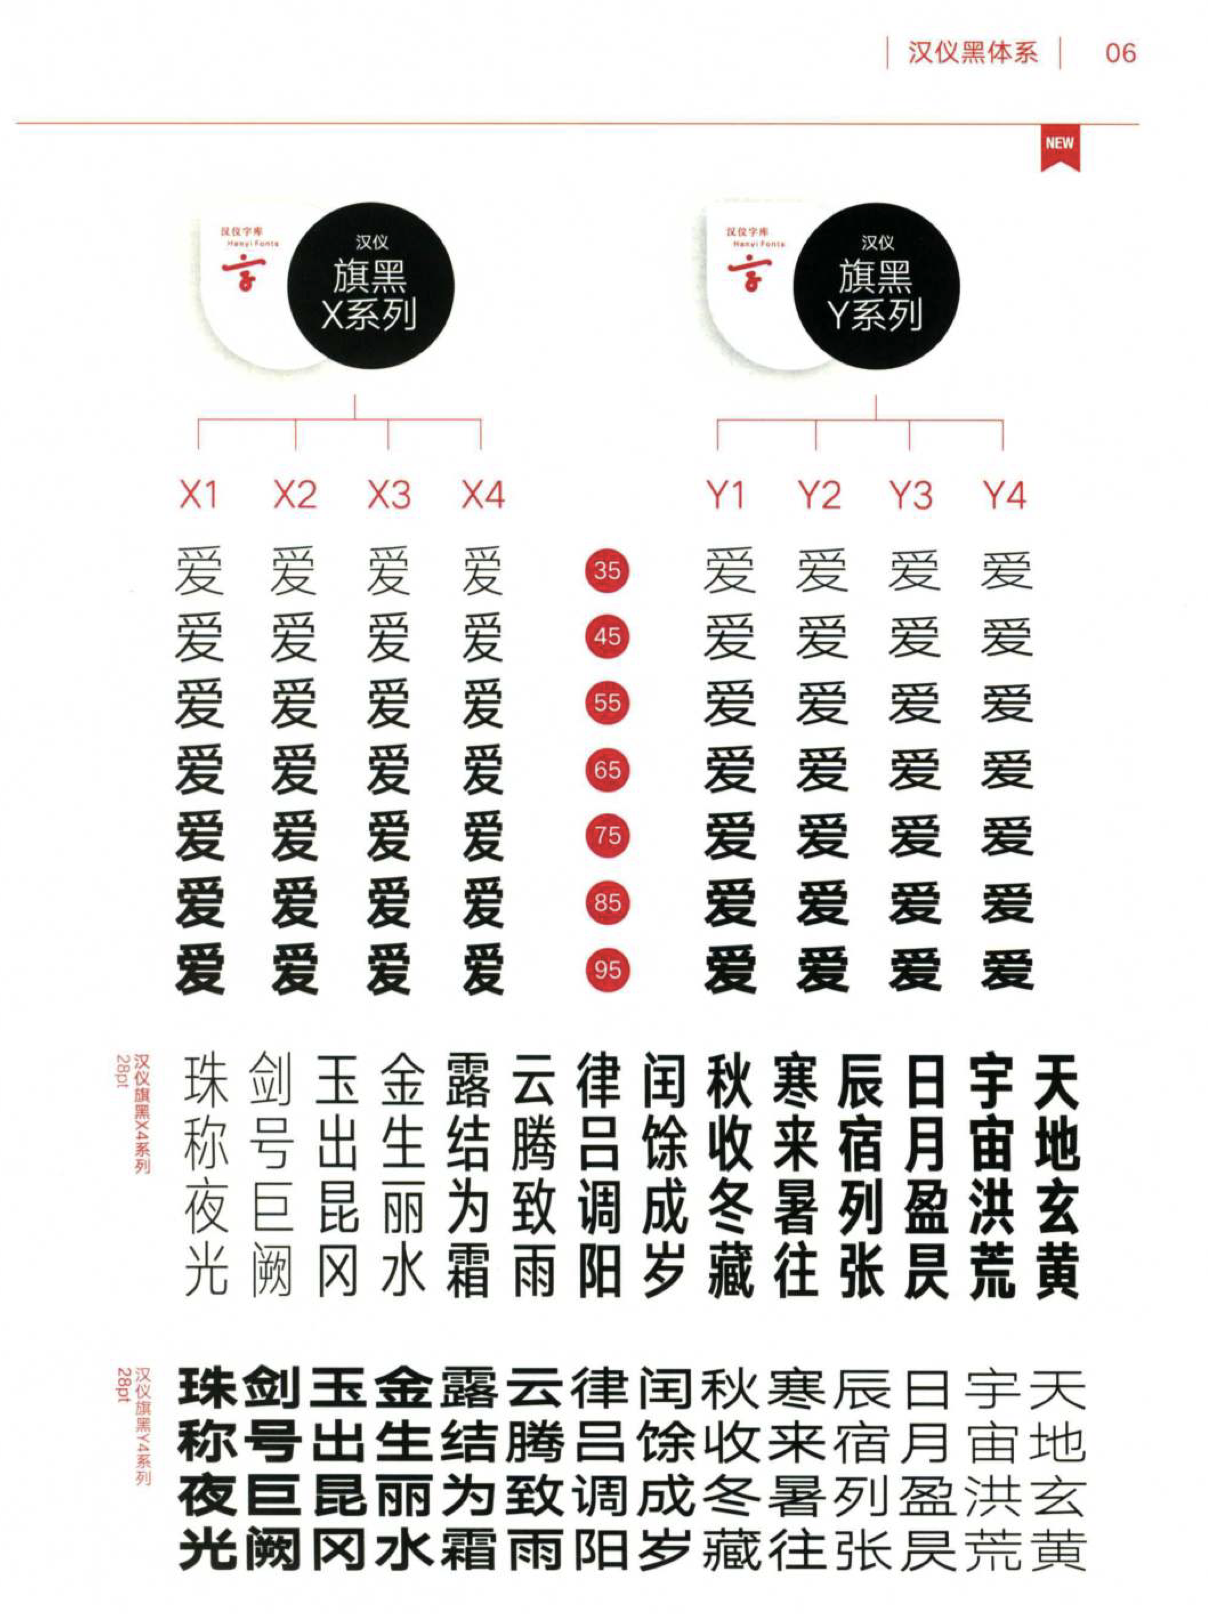 汉仪黑体系 06
NEW
汉仪字库
Hanyi Fonts
汉仪
旗黑
X系列
汉仪字库
Hanyi Fonts
汉仪
旗黑
Y系列
X1 X2 X3 X4 Y1 Y2 Y3 Y4
爱 爱 爱 爱 35 爱 爱 爱 爱
爱 爱 爱 爱 45 爱 爱 爱 爱
爱 爱 爱 爱 55 爱 爱 爱 爱
爱 爱 爱 爱 65 爱 爱 爱 爱
爱 爱 爱 爱 75 爱 爱 爱 爱
爱 爱 爱 爱 85 爱 爱 爱 爱
爱 爱 爱 爱 95 爱 爱 爱 爱
天地玄黄
宇宙洪荒
日月盈昃
辰宿列张
寒来暑往
秋收冬藏
闰馀成岁
律吕调阳
云腾致雨
露结为霜
金生丽水
玉出昆冈
剑号巨阙
珠称夜光
汉仪旗黑X4系列
28pt
天地玄黄
宇宙洪荒
日月盈昃
辰宿列张
寒来暑往
秋收冬藏
闰馀成岁
律吕调阳
云腾致雨
露结为霜
金生丽水
玉出昆冈
剑号巨阙
珠称夜光
汉仪旗黑Y4系列
28pt